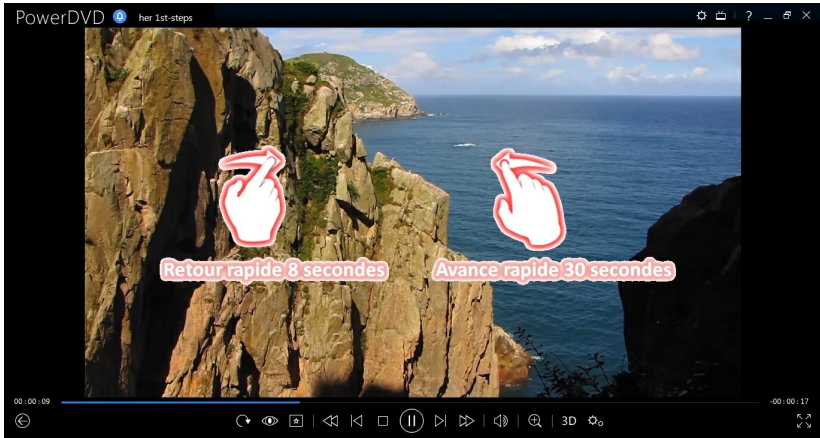 PowerDVD her 1st-steps ?
Retour rapide 8 secondes
Avance rapide 30 secondes
00:00:09
-00:00:17
3D